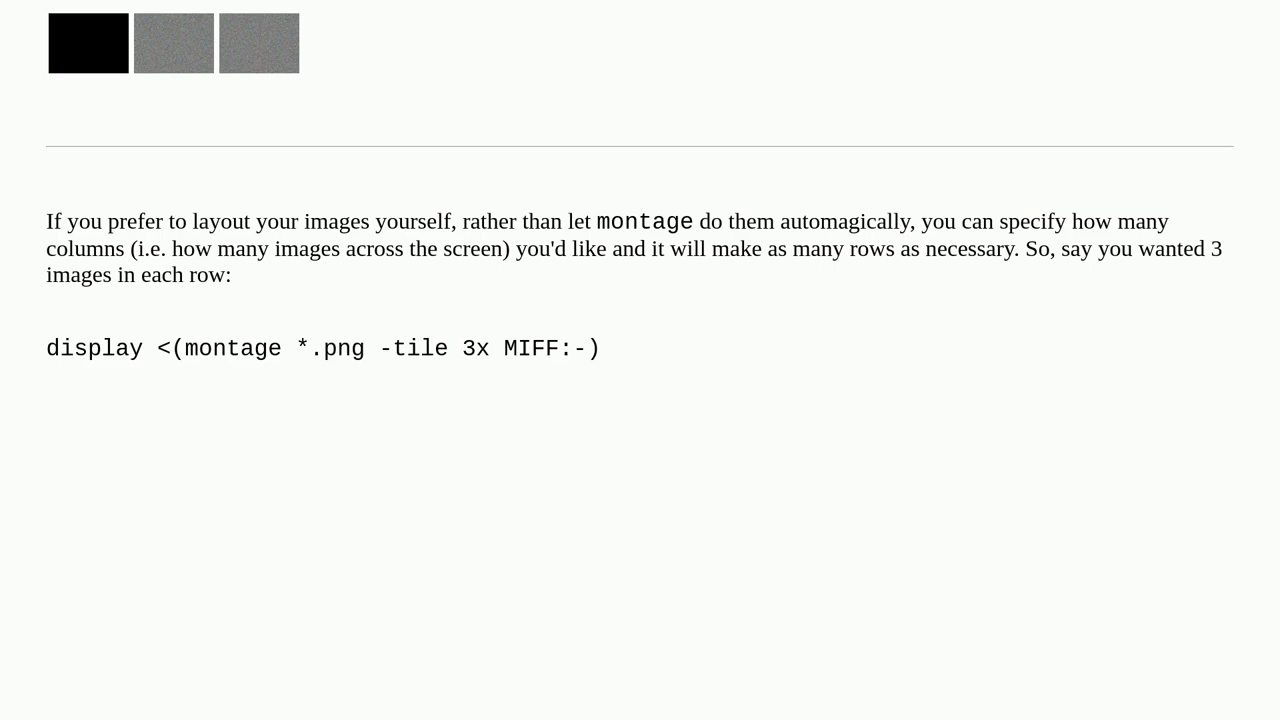 If you prefer to layout your images yourself, rather than let montage do them automagically, you can specify how many
columns (i.e. how many images across the screen) you'd like and it will make as many rows as necessary. So, say you wanted 3
images in each row:
display <(montage *.png -tile 3x MIFF:-)